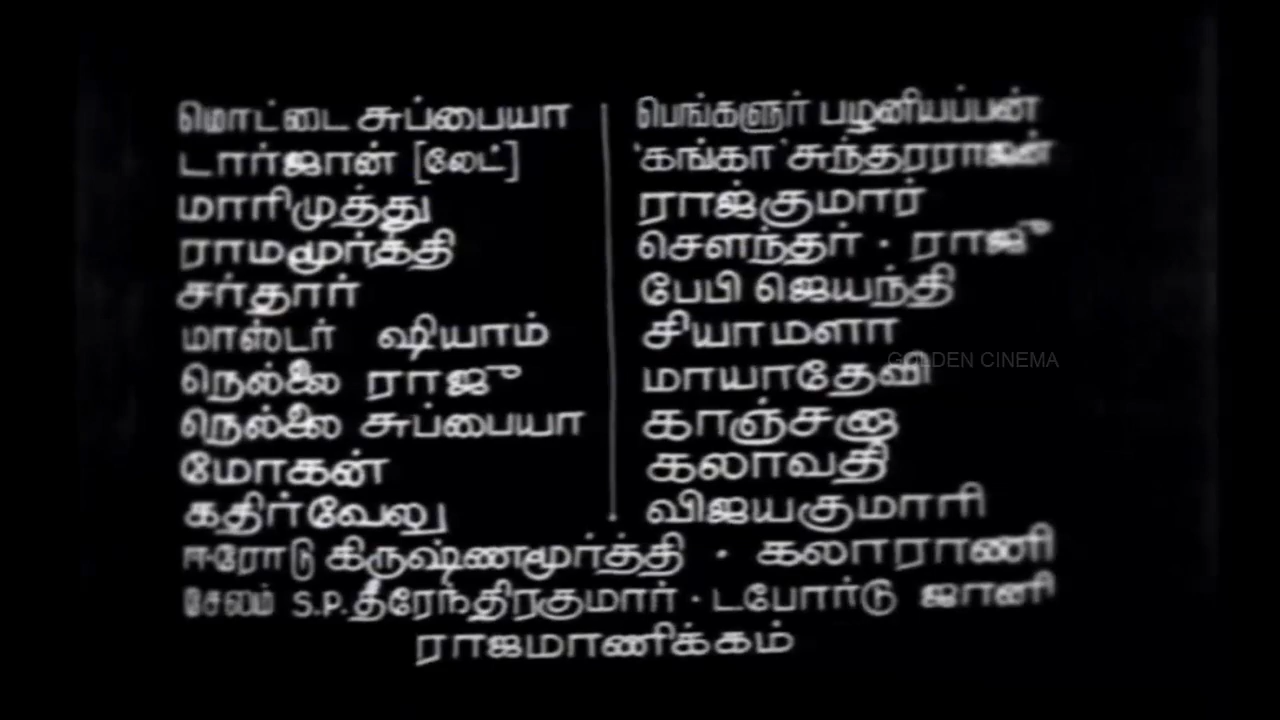 மொட்டை சுப்பையா
டார்ஜான் [லேட்]
மாரிமுத்து
ராமமூர்த்தி
சர்தார்
மாஸ்டர் ஷியாம்
நெல்லை ராஜு
நெல்லை சுப்பையா
மோகன்
கதிர்வேலு
பெங்களூர் பழனியப்பன்
'கங்கா' சுந்தரராஜன்
ராஜ்குமார்
சௌந்தர் · ராஜு
பேபி ஜெயந்தி
சியாமளா
மாயாதேவி
காஞ்சனா
கலாவதி
விஜயகுமாரி
ஈரோடு கிருஷ்ணமூர்த்தி · கலாராணி
சேலம் S.P.தீரேந்திரகுமார் · டபோர்டு ஜானி
ராஜமாணிக்கம்
GOLDEN CINEMA